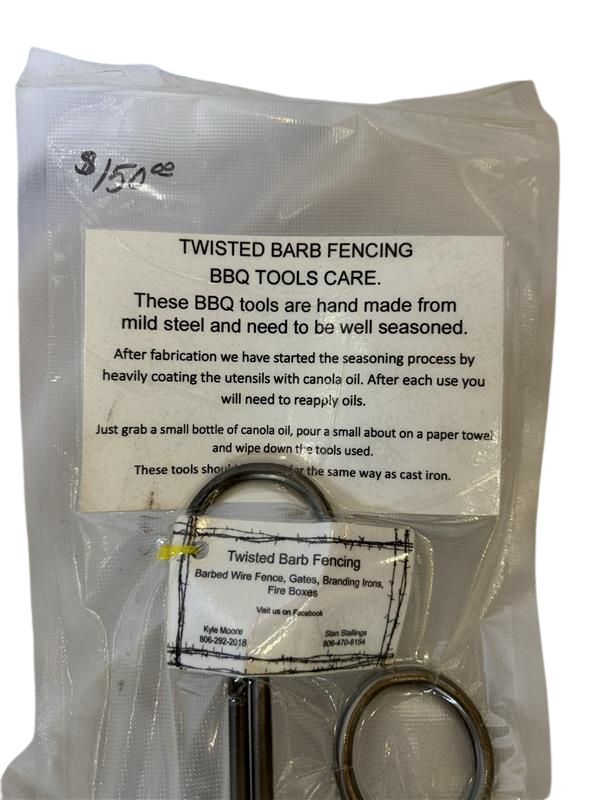 $150.00
TWISTED BARB FENCING
BBQ TOOLS CARE.
These BBQ tools are hand made from
mild steel and need to be well seasoned.
After fabrication we have started the seasoning process by
heavily coating the utensils with canola oil. After each use you
will need to reapply oils.
Just grab a small bottle of canola oil, pour a small about on a paper towel
and wipe down the tools used.
These tools for the same way as cast iron.
Twisted Barb Fencing
Barbed Wire Fence, Gates, Branding Irons,
Fire Boxes
Visit us on Facebook
Kyle Moore Stan Stallings
806-292-2018 806-470-6154